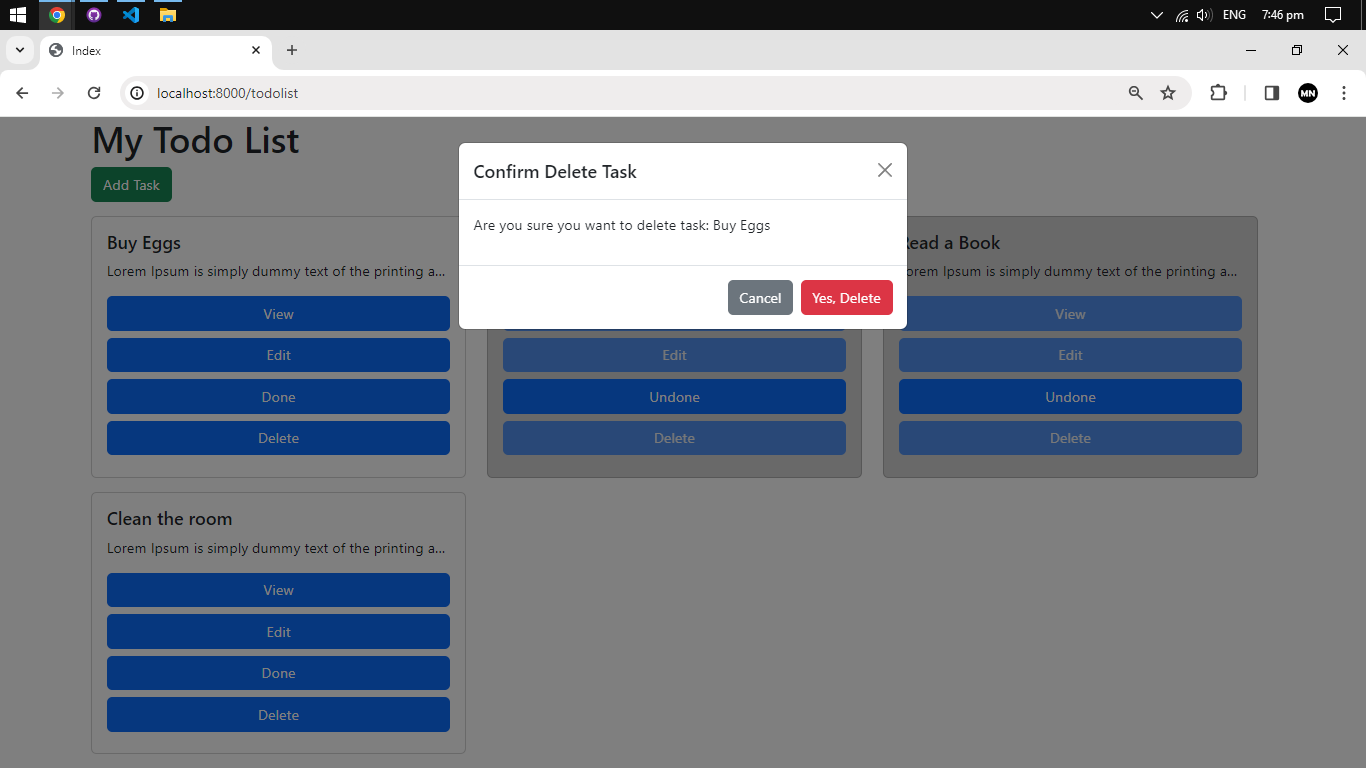 ENG
7:46 pm
Index
localhost:8000/todolist
MN
My Todo List
Add Task
Confirm Delete Task
Are you sure you want to delete task: Buy Eggs
Cancel
Yes, Delete
Buy Eggs
Lorem Ipsum is simply dummy text of the printing a...
View
Edit
Done
Delete
Edit
Undone
Delete
Read a Book
Lorem Ipsum is simply dummy text of the printing a...
View
Edit
Undone
Delete
Clean the room
Lorem Ipsum is simply dummy text of the printing a...
View
Edit
Done
Delete